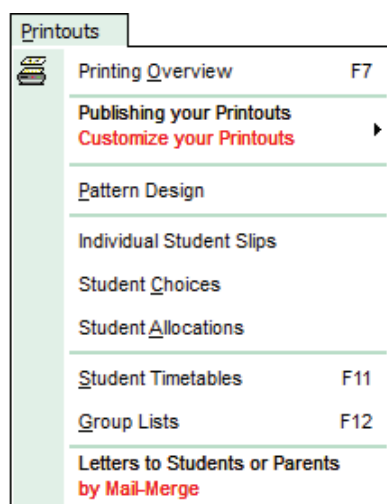 Printouts
Printing Overview F7
Publishing your Printouts
Customize your Printouts
Pattern Design
Individual Student Slips
Student Choices
Student Allocations
Student Timetables F11
Group Lists F12
Letters to Students or Parents
by Mail-Merge